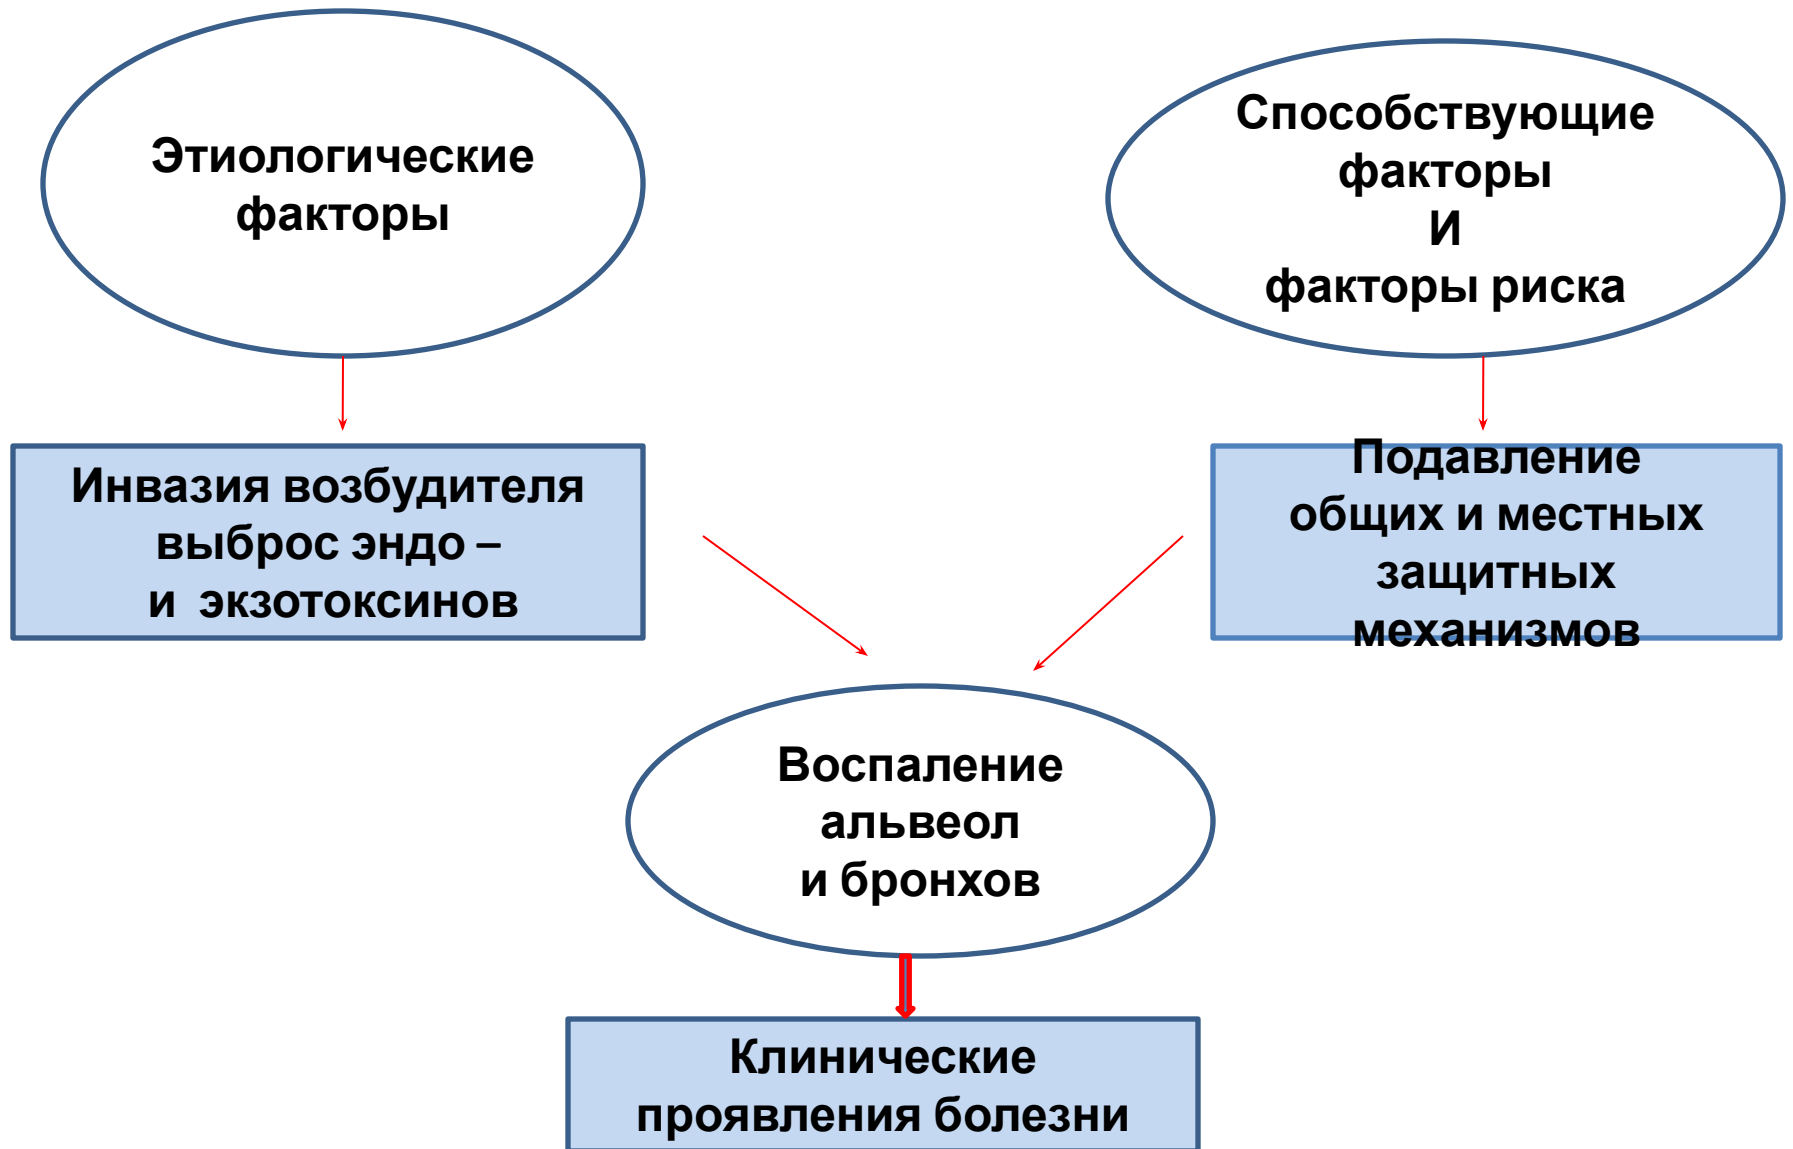 Этиологические
факторы
Способствующие
факторы
И
факторы риска
Инвазия возбудителя
выброс эндо –
и экзотоксинов
Подавление
общих и местных
защитных
механизмов
Воспаление
альвеол
и бронхов
Клинические
проявления болезни